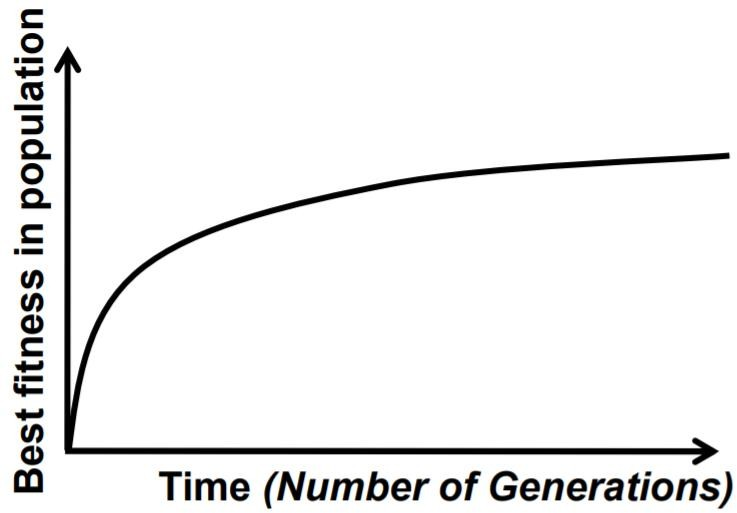 Best fitness in population
Time (Number of Generations)